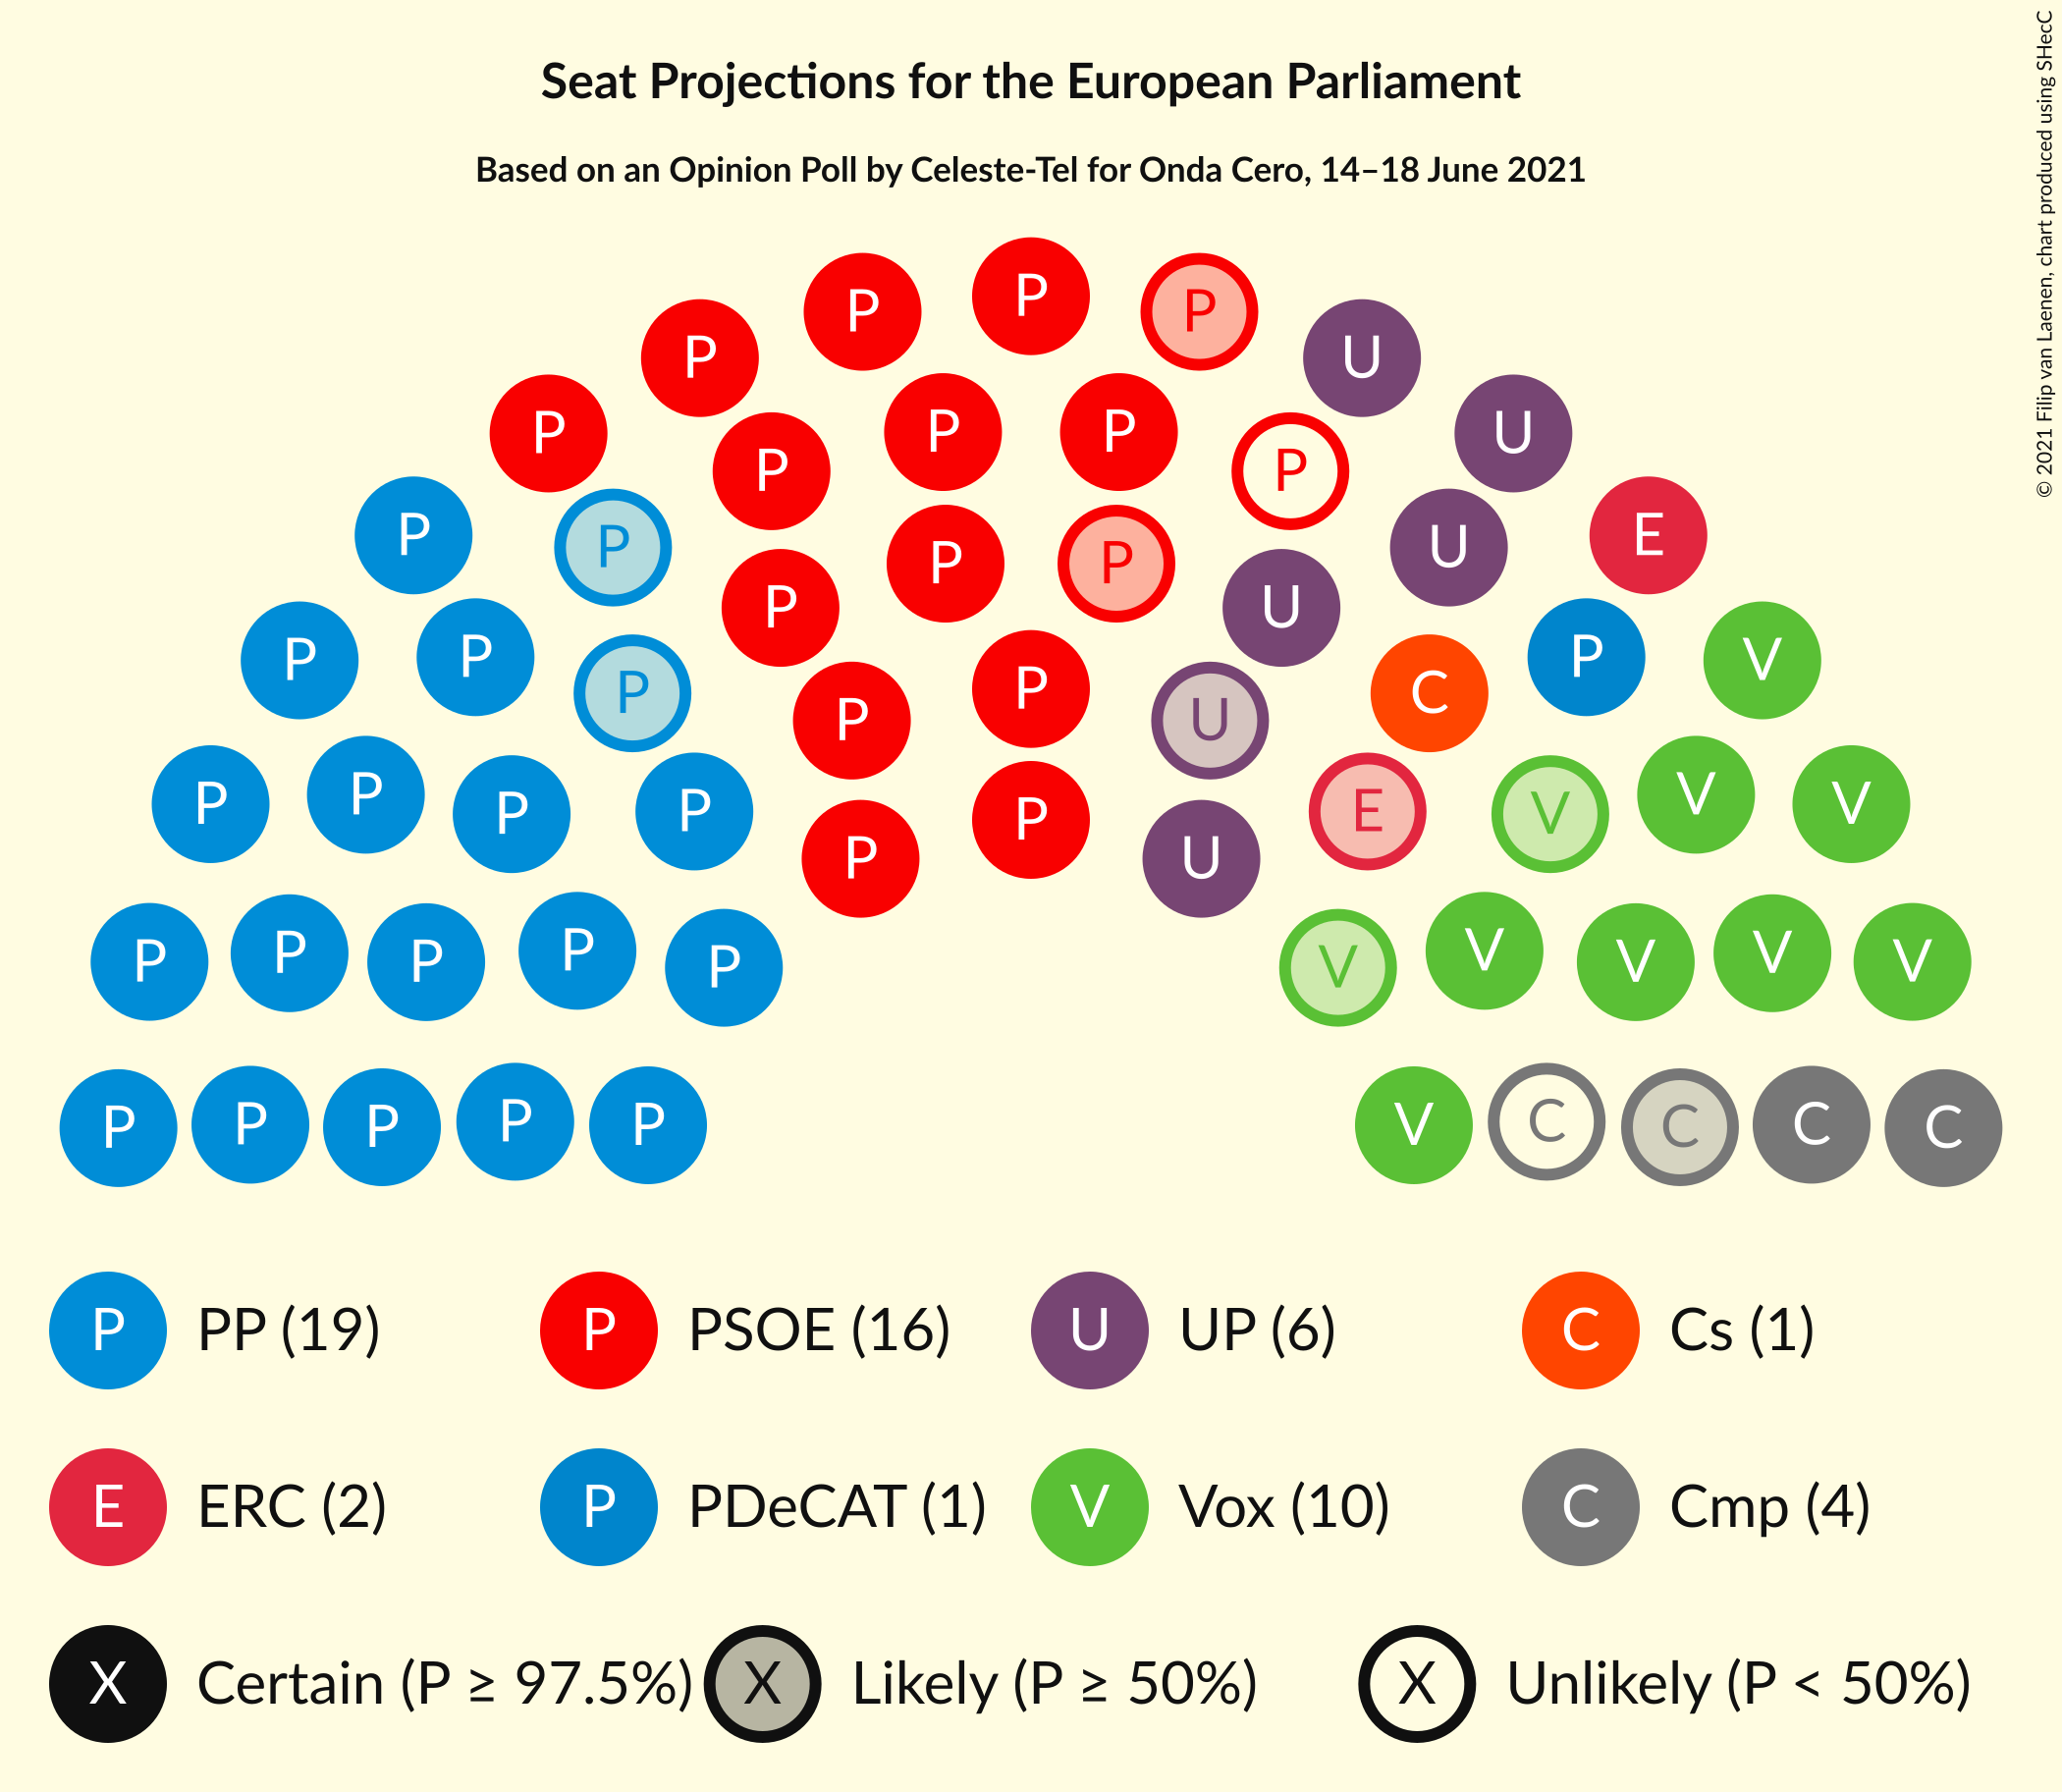 Seat Projections for the European Parliament
Based on an Opinion Poll by Celeste-Tel for Onda Cero, 14–18 June 2021
© 2021 Filip van Laenen, chart produced using SHecC
P
P P
P U
P P P U
P P P U
P E
P P P P U
P P U
P P P V
P P C
P P U
P P P E V V V
P P P
P U
P P P P P V V V V V
P P P P P V C C C C
P PP (19) P PSOE (16) U UP (6) C Cs (1)
E ERC (2) P PDeCAT (1) V Vox (10) C Cmp (4)
X Certain (P ≥ 97.5%) X Likely (P ≥ 50%) X Unlikely (P < 50%)